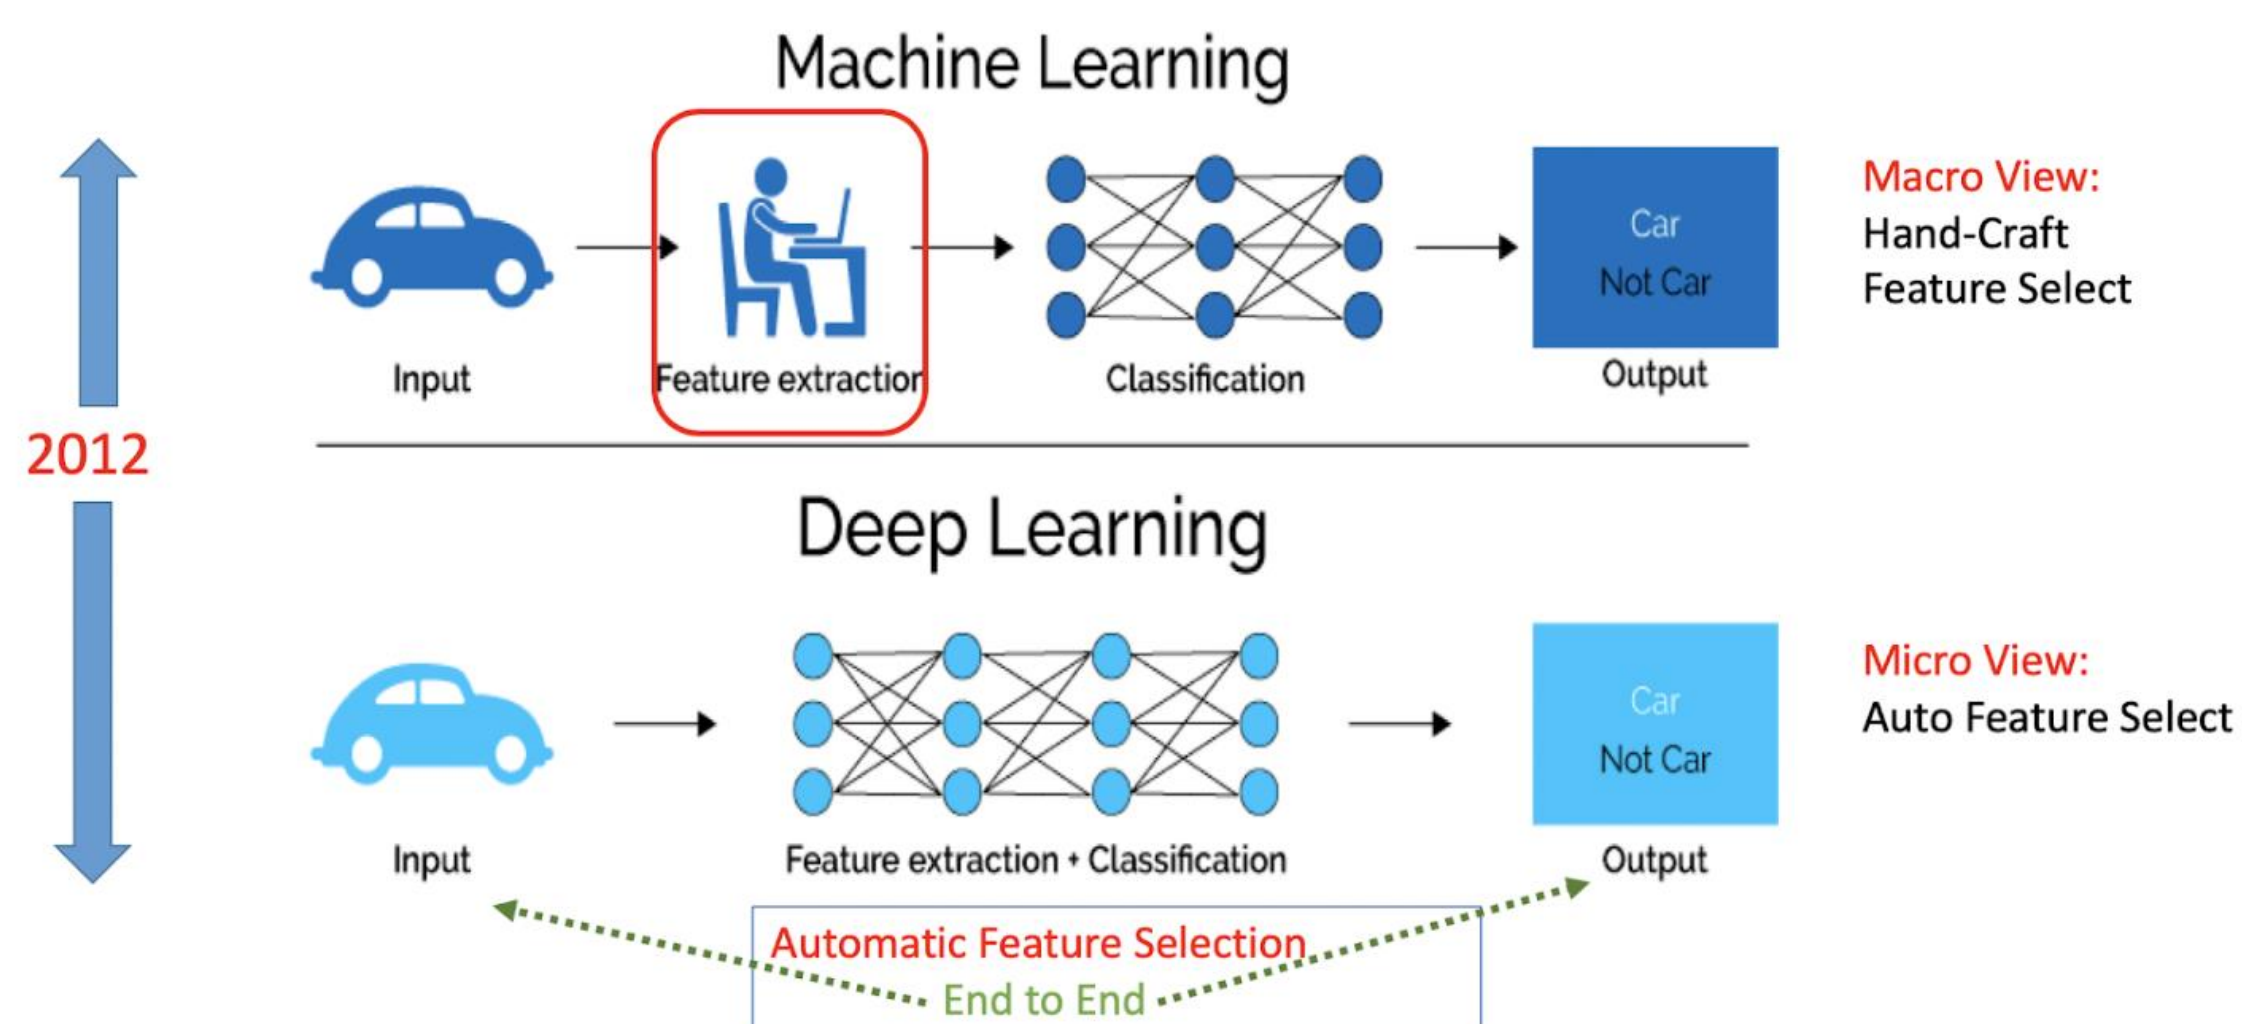 Machine Learning
Input
Feature extraction
Classification
Car
Not Car
Output
Macro View:
Hand-Craft
Feature Select
2012
Deep Learning
Input
Feature extraction + Classification
Car
Not Car
Output
Micro View:
Auto Feature Select
Automatic Feature Selection
End to End